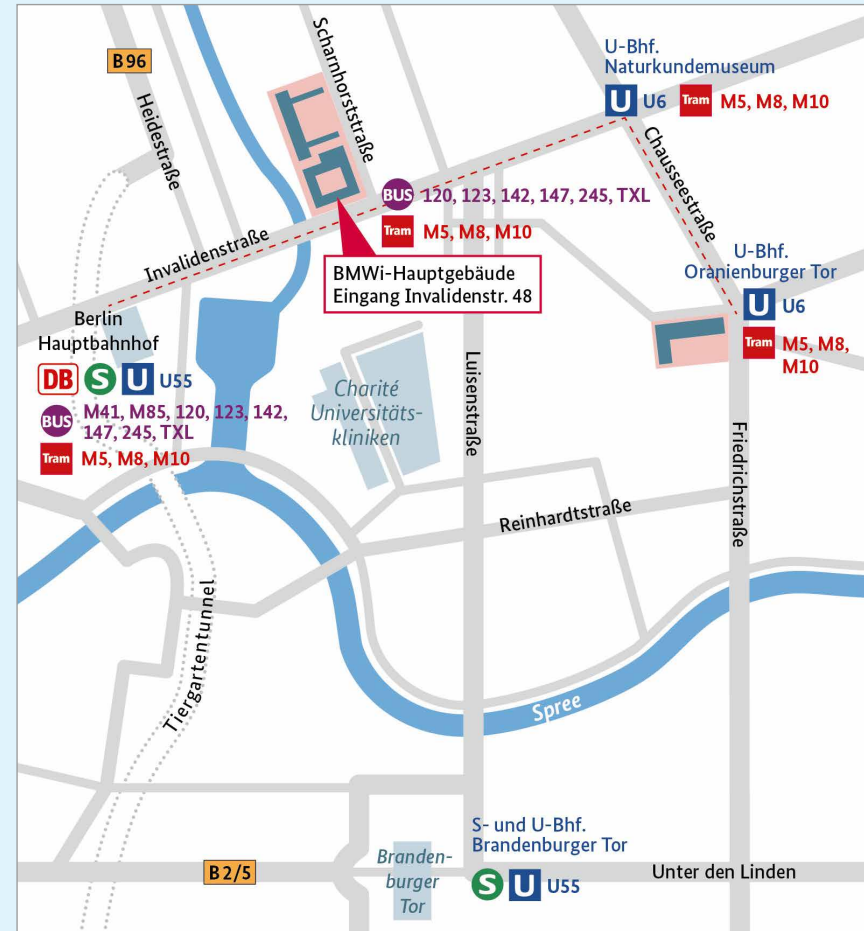 B 96
Heidestraße
Scharnhorststraße
U-Bhf.
Naturkundemuseum
U U6 Tram M5, M8, M10
Chausseestraße
BUS 120, 123, 142, 147, 245, TXL
Tram M5, M8, M10
Invalidenstraße
BMWi-Hauptgebäude
Eingang Invalidenstr. 48
U-Bhf.
Oranienburger Tor
U U6
Tram M5, M8,
M10
Berlin
Hauptbahnhof
DB S U U55
BUS M41, M85, 120, 123, 142,
147, 245, TXL
Tram M5, M8, M10
Charité
Universitäts-
kliniken
Luisenstraße
Friedrichstraße
Reinhardtstraße
Tiergartentunnel
Spree
S- und U-Bhf.
Brandenburger Tor
S U U55
Branden-
burger
Tor
B 2/5
Unter den Linden